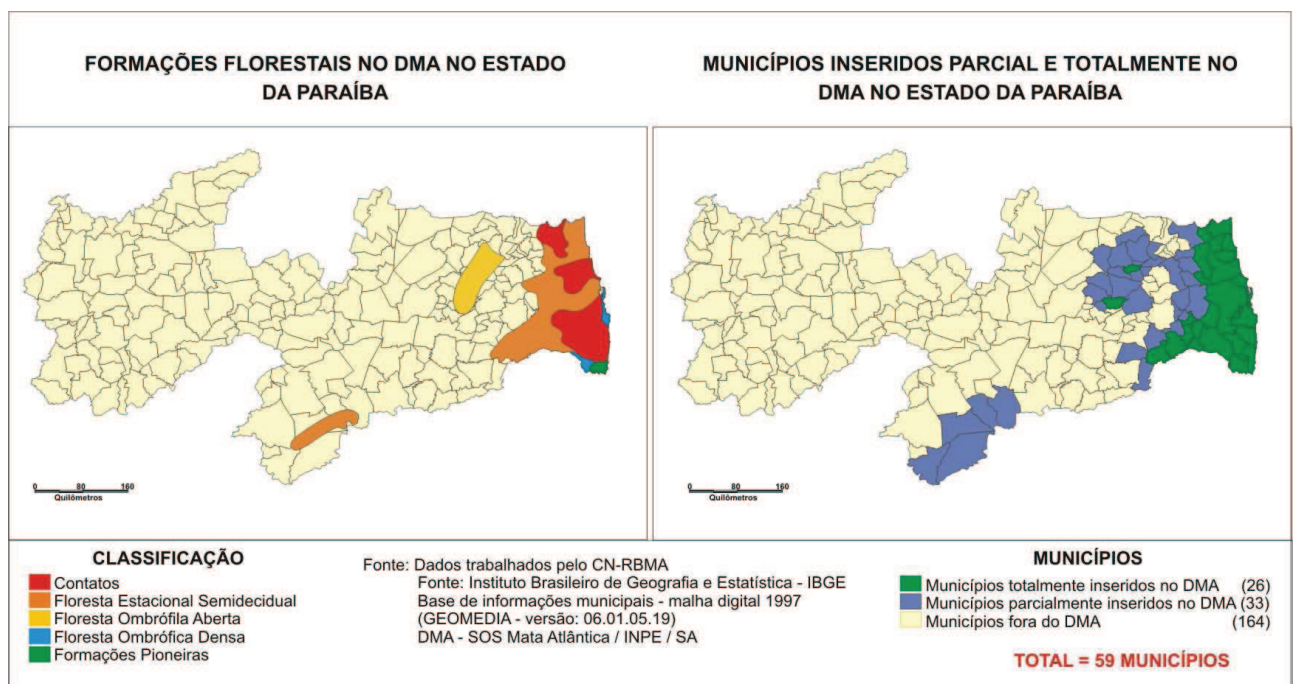 FORMAÇÕES FLORESTAIS NO DMA NO ESTADO
DA PARAÍBA
MUNICÍPIOS INSERIDOS PARCIAL E TOTALMENTE NO
DMA NO ESTADO DA PARAÍBA
0 80 160
Quilômetros
0 80 160
Quilômetros
CLASSIFICAÇÃO
Contatos
Floresta Estacional Semidecidual
Floresta Ombrófila Aberta
Floresta Ombrófica Densa
Formações Pioneiras
Fonte: Dados trabalhados pelo CN-RBMA
Fonte: Instituto Brasileiro de Geografia e Estatística - IBGE
Base de informações municipais - malha digital 1997
(GEOMEDIA - versão: 06.01.05.19)
DMA - SOS Mata Atlântica / INPE / SA
MUNICÍPIOS
Municípios totalmente inseridos no DMA (26)
Municípios parcialmente inseridos no DMA (33)
Municípios fora do DMA (164)
TOTAL = 59 MUNICÍPIOS